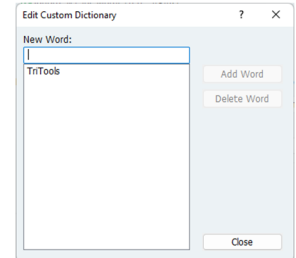 Edit Custom Dictionary ? ×
New Word:
TriTools
Add Word
Delete Word
Close